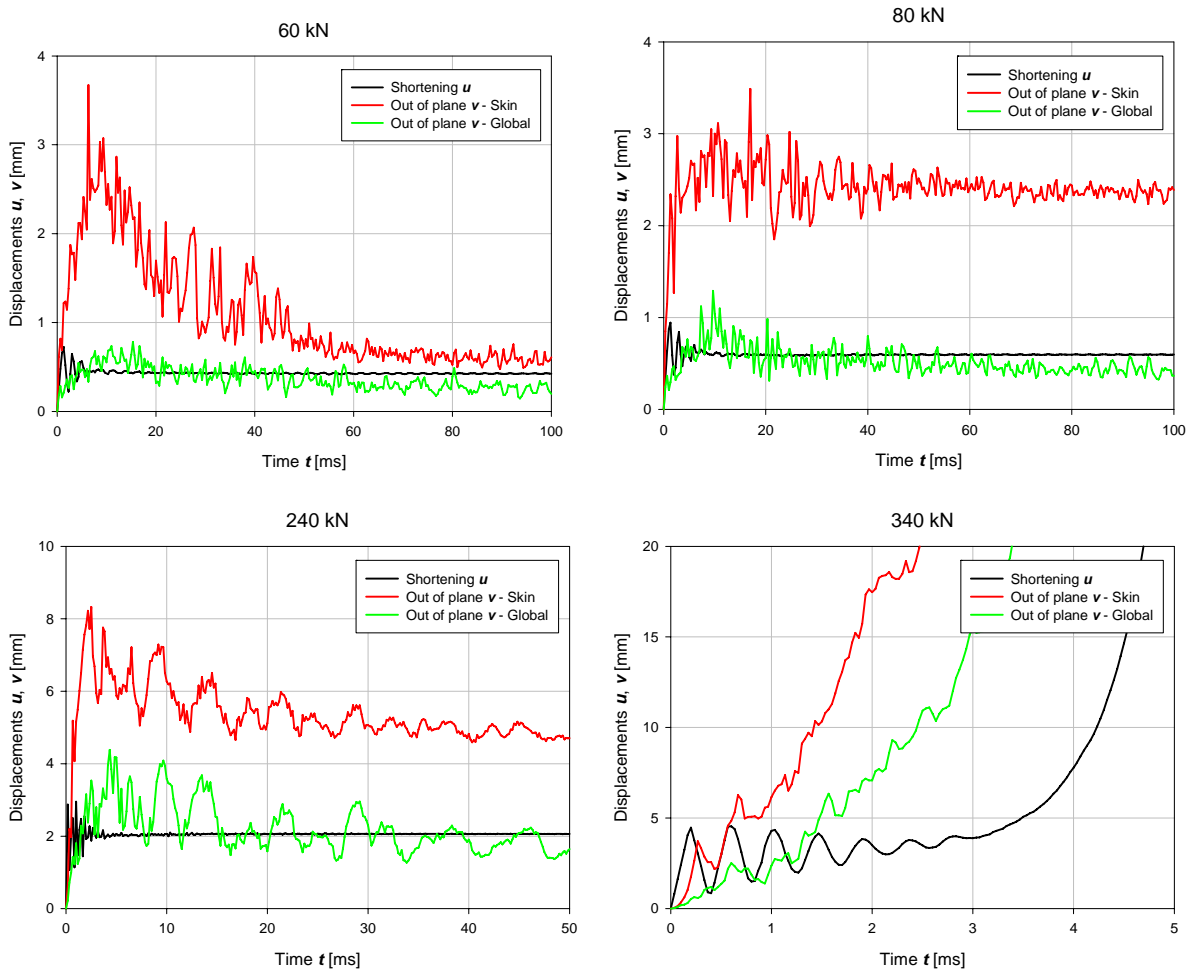 60 kN
4
3
2
1
0
Displacements u, v [mm]
Shortening u
Out of plane v - Skin
Out of plane v - Global
0 20 40 60 80 100
Time t [ms]
80 kN
4
3
2
1
0
Displacements u, v [mm]
Shortening u
Out of plane v - Skin
Out of plane v - Global
0 20 40 60 80 100
Time t [ms]
240 kN
10
8
6
4
2
0
Displacements u, v [mm]
Shortening u
Out of plane v - Skin
Out of plane v - Global
0 10 20 30 40 50
Time t [ms]
340 kN
20
15
10
5
0
Displacements u, v [mm]
Shortening u
Out of plane v - Skin
Out of plane v - Global
0 1 2 3 4 5
Time t [ms]